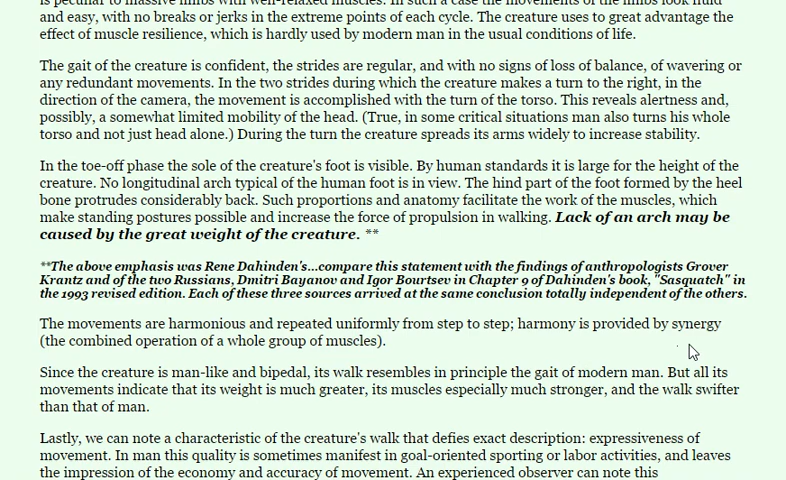 is peculiar to massive limbs with well-relaxed muscles. In such a case the movements of the limbs look fluid
and easy, with no breaks or jerks in the extreme points of each cycle. The creature uses to great advantage the
effect of muscle resilience, which is hardly used by modern man in the usual conditions of life.
The gait of the creature is confident, the strides are regular, and with no signs of loss of balance, of wavering or
any redundant movements. In the two strides during which the creature makes a turn to the right, in the
direction of the camera, the movement is accomplished with the turn of the torso. This reveals alertness and,
possibly, a somewhat limited mobility of the head. (True, in some critical situations man also turns his whole
torso and not just head alone.) During the turn the creature spreads its arms widely to increase stability.
In the toe-off phase the sole of the creature's foot is visible. By human standards it is large for the height of the
creature. No longitudinal arch typical of the human foot is in view. The hind part of the foot formed by the heel
bone protrudes considerably back. Such proportions and anatomy facilitate the work of the muscles, which
make standing postures possible and increase the force of propulsion in walking. Lack of an arch may be
caused by the great weight of the creature. **
**The above emphasis was Rene Dahinden's...compare this statement with the findings of anthropologists Grover
Krantz and of the two Russians, Dmitri Bayanov and Igor Bourtsev in Chapter 9 of Dahinden's book, "Sasquatch" in
the 1993 revised edition. Each of these three sources arrived at the same conclusion totally independent of the others.
The movements are harmonious and repeated uniformly from step to step; harmony is provided by synergy
(the combined operation of a whole group of muscles).
Since the creature is man-like and bipedal, its walk resembles in principle the gait of modern man. But all its
movements indicate that its weight is much greater, its muscles especially much stronger, and the walk swifter
than that of man.
Lastly, we can note a characteristic of the creature's walk that defies exact description: expressiveness of
movement. In man this quality is sometimes manifest in goal-oriented sporting or labor activities, and leaves
the impression of the economy and accuracy of movement. An experienced observer can note this